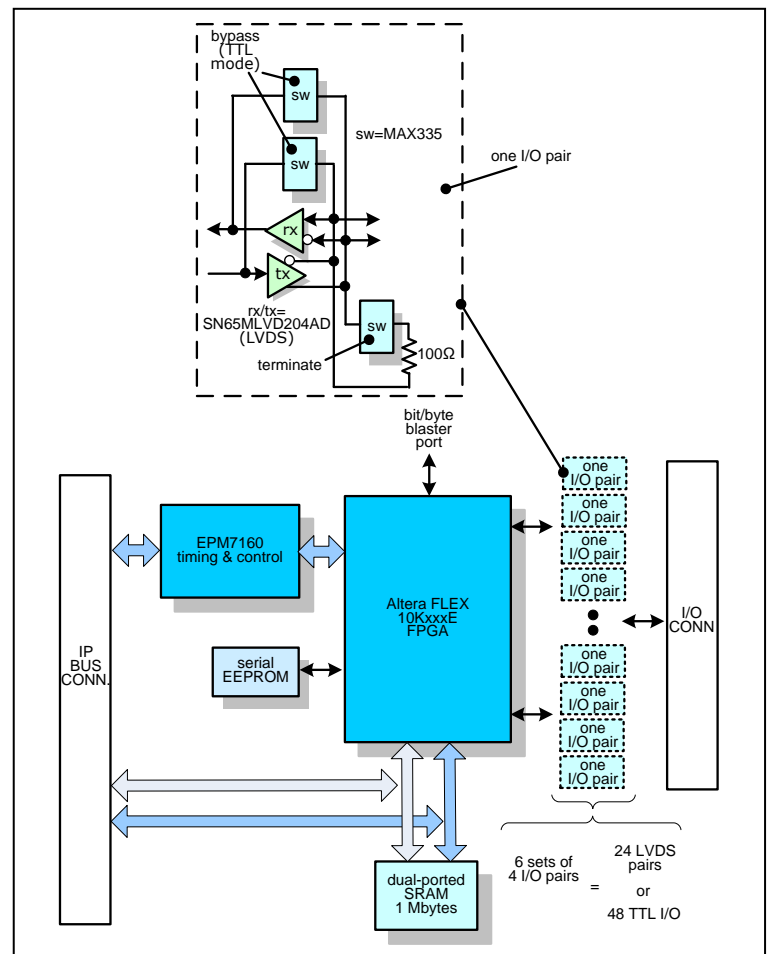 bypass
(TTL
mode)
sw
sw=MAX335
sw
one I/O pair
rx
tx
rx/tx=
SN65MLVD204AD
(LVDS)
sw
100Ω
terminate
bit/byte
blaster
port
one
I/O pair
one
I/O pair
one
I/O pair
one
I/O pair
EPM7160
timing & control
Altera FLEX
10KxxxE
FPGA
I/O
CONN
IP
BUS
CONN.
serial
EEPROM
one
I/O pair
one
I/O pair
one
I/O pair
one
I/O pair
dual-ported
SRAM
1 Mbytes
6 sets of
4 I/O pairs
=
24 LVDS
pairs
or
48 TTL I/O